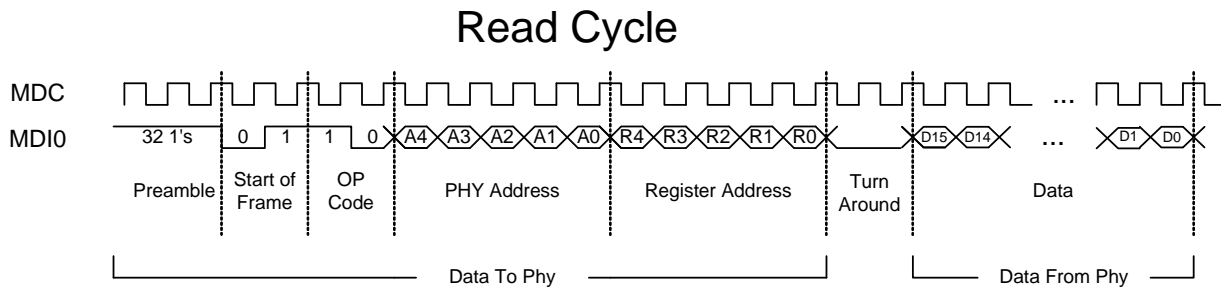 Read Cycle
MDC
...
MDI0
32 1's 0 1 1 0 A4 A3 A2 A1 A0 R4 R3 R2 R1 R0 D15 D14 ... D1 D0
Preamble
Start of
Frame
OP
Code
PHY Address
Register Address
Turn
Around
Data
Data To Phy
Data From Phy